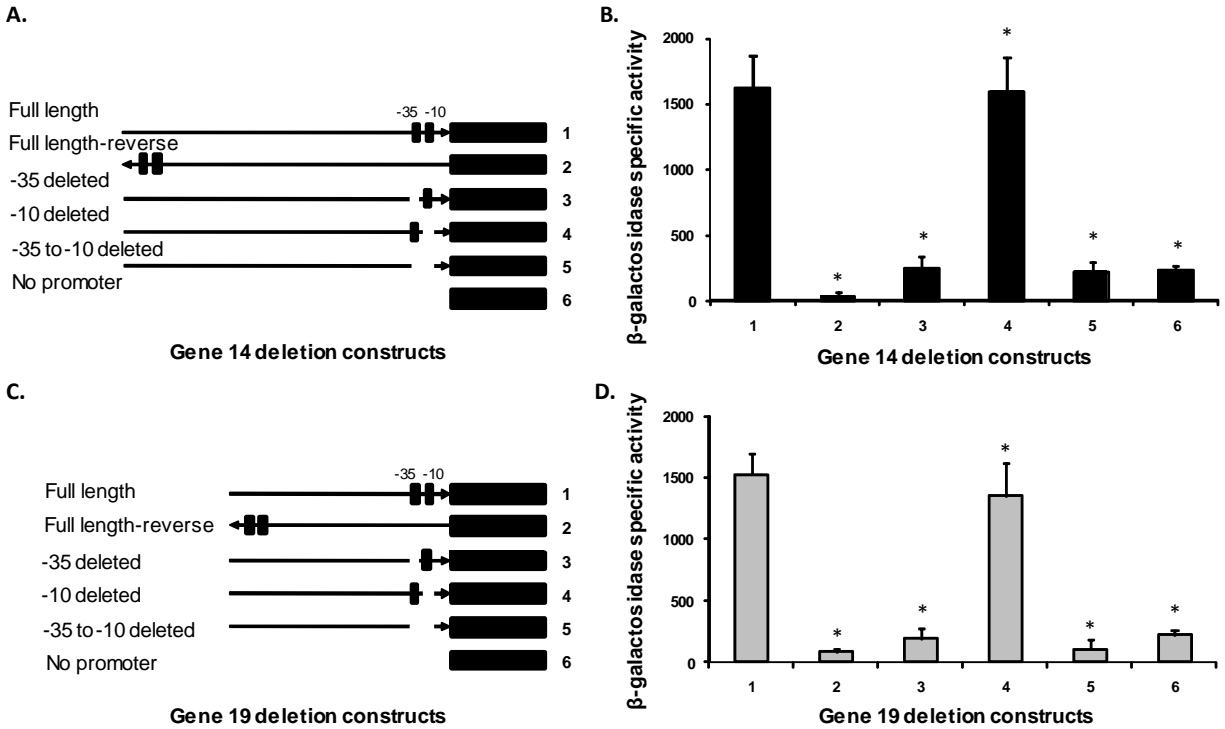 A.
-35 -10
Full length
1
Full length-reverse
2
-35 deleted
3
-10 deleted
4
-35 to -10 deleted
5
No promoter
6
Gene 14 deletion constructs
B.
β-galactosidase specific activity
2000
1500
1000
500
0
*
*
*
*
*
1 2 3 4 5 6
Gene 14 deletion constructs
C.
-35 -10
Full length
1
Full length-reverse
2
-35 deleted
3
-10 deleted
4
-35 to -10 deleted
5
No promoter
6
Gene 19 deletion constructs
D.
β-galactosidase specific activity
2000
1500
1000
500
0
*
*
*
*
*
1 2 3 4 5 6
Gene 19 deletion constructs